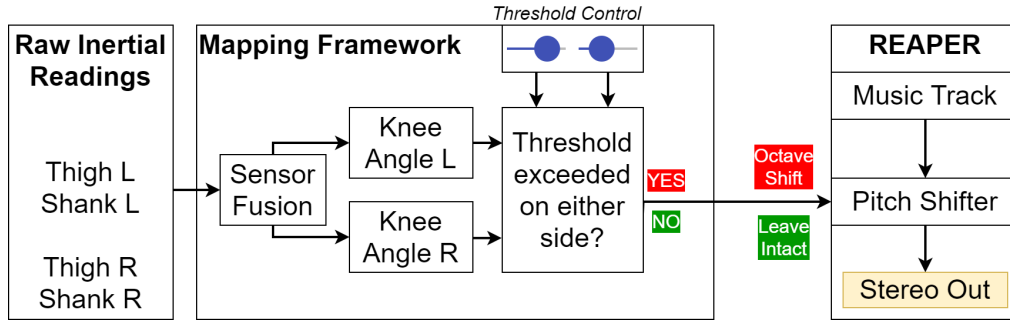 Raw Inertial
Readings
Thigh L
Shank L
Thigh R
Shank R
Mapping Framework
Threshold Control
Sensor
Fusion
Knee
Angle L
Knee
Angle R
Threshold
exceeded
on either
side?
YES
NO
Octave
Shift
Leave
Intact
REAPER
Music Track
Pitch Shifter
Stereo Out